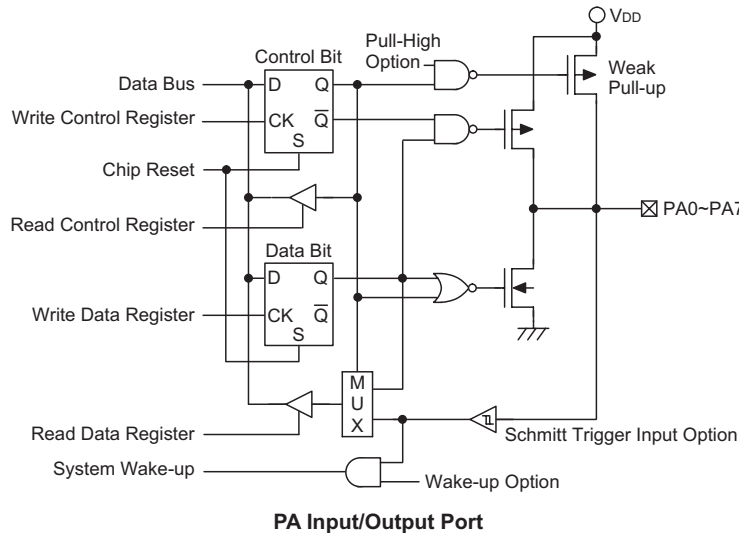 VDD
Control Bit
Pull-High
Option
Weak
Pull-up
Data Bus
D Q
Write Control Register
CK Q
S
Chip Reset
Read Control Register
PA0~PA7
Data Bit
D Q
Write Data Register
CK Q
S
M
U
X
Read Data Register
Schmitt Trigger Input Option
System Wake-up
Wake-up Option
PA Input/Output Port